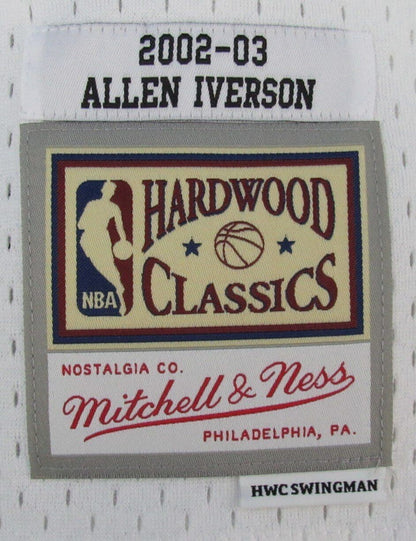 2002-03
ALLEN IVERSON
HARDWOOD
CLASSICS
NBA
NOSTALGIA CO.
Mitchell & Ness
PHILADELPHIA, PA.
HWC SWINGMAN